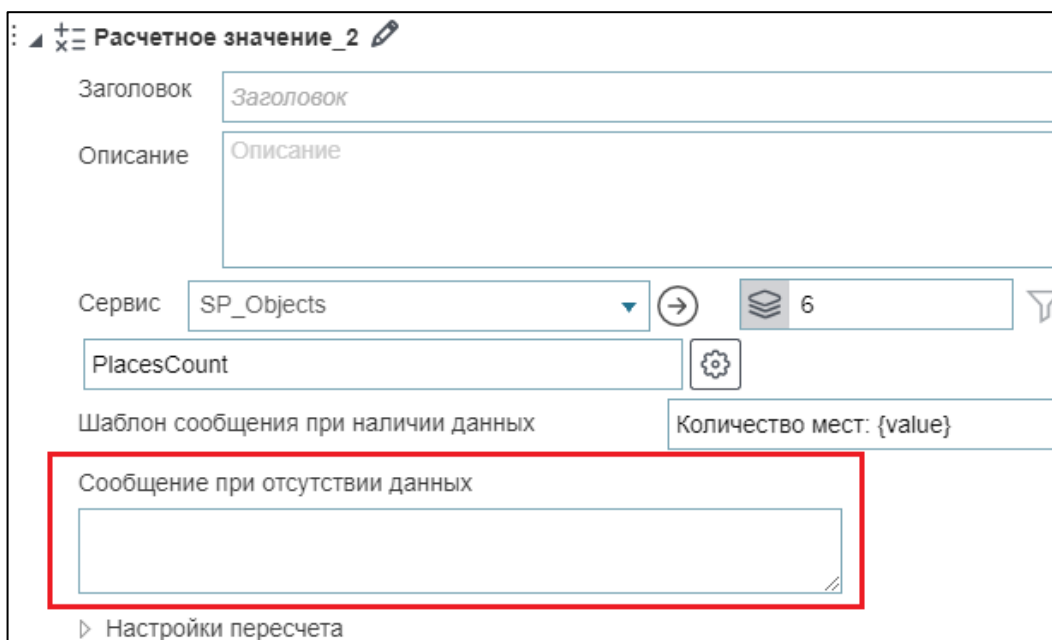 Расчетное значение_2
Заголовок Заголовок
Описание Описание
Сервис SP_Objects 6
PlacesCount
Шаблон сообщения при наличии данных Количество мест: {value}
Сообщение при отсутствии данных
Настройки пересчета